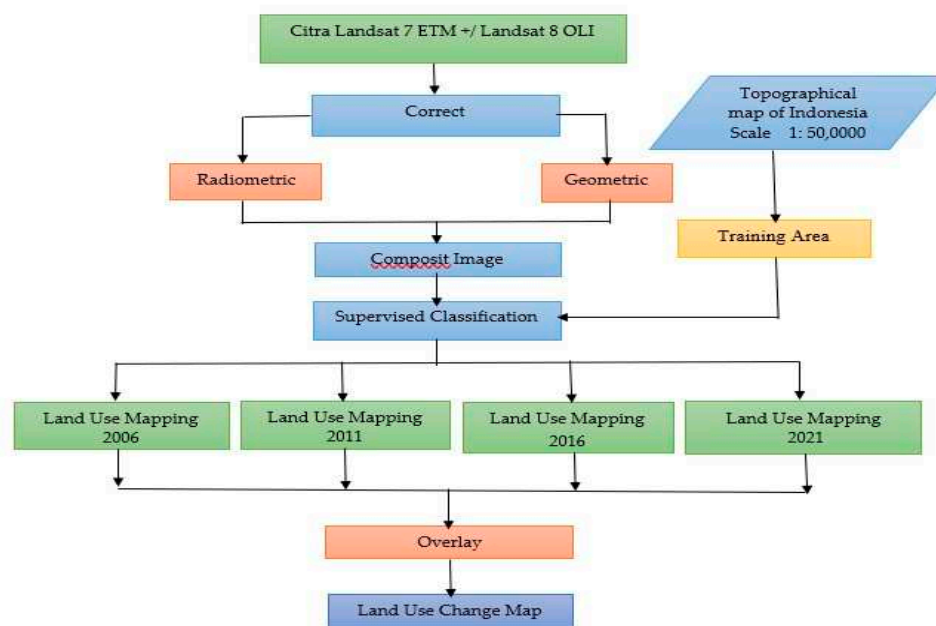 Citra Landsat 7 ETM +/ Landsat 8 OLI
Correct
Topographical
map of Indonesia
Scale 1: 50,0000
Radiometric
Geometric
Training Area
Composit Image
Supervised Classification
Land Use Mapping
2006
Land Use Mapping
2011
Land Use Mapping
2016
Land Use Mapping
2021
Overlay
Land Use Change Map